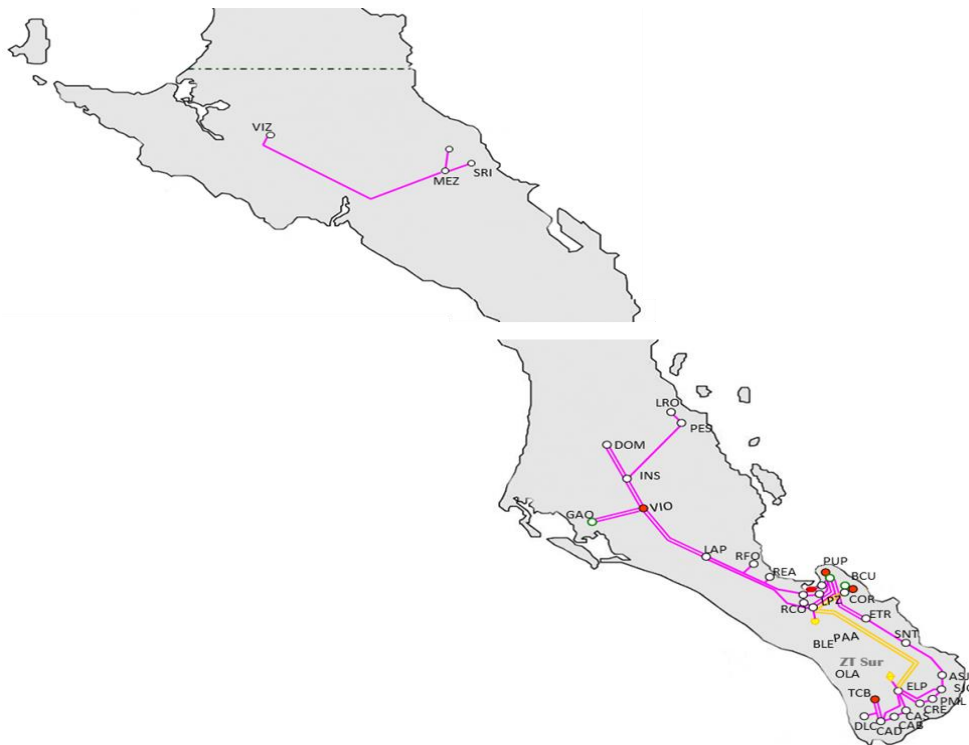 VIZ
MEZ
SRI
LRO
PES
DOM
INS
VIO
GAO
LAP
RFO
REA
PUP
BCU
COR
LPZ
RCO
ETR
BLE
PAA
SNT
ZT Sur
OLA
ELP
ASJ
SJC
TCB
PML
CRE
CAS
CAB
DLC
CAD